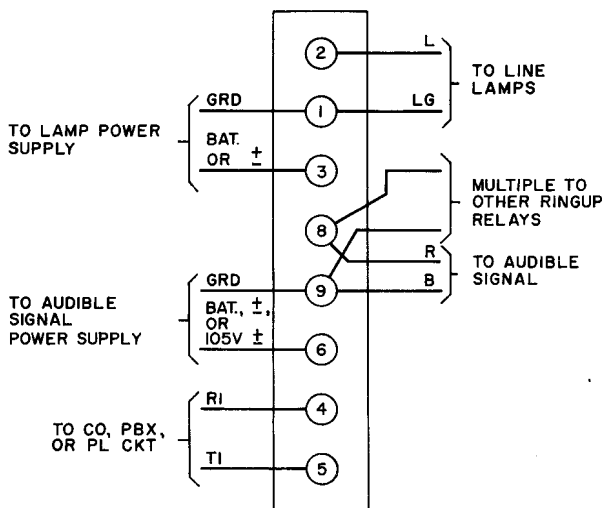 2
L
TO LINE
LAMPS
GRD
1
LG
TO LAMP POWER
SUPPLY
BAT.
OR ±
3
MULTIPLE TO
OTHER RINGUP
RELAYS
8
R
TO AUDIBLE
SIGNAL
GRD
9
B
TO AUDIBLE
SIGNAL
POWER SUPPLY
BAT., ±,
OR
105V ±
6
R1
4
TO CO, PBX,
OR PL CKT
T1
5